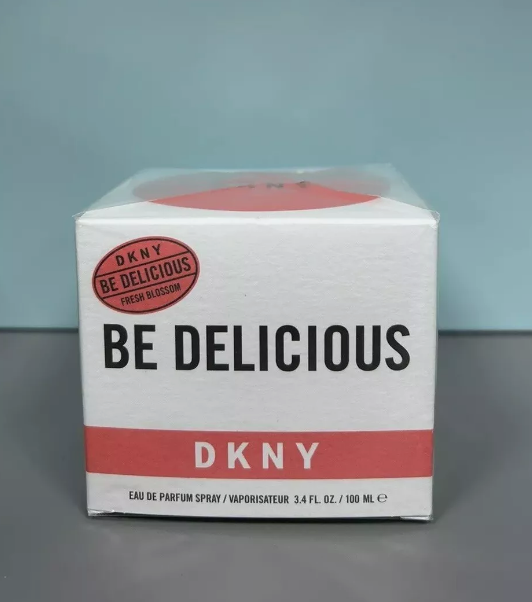 DKNY
BE DELICIOUS
FRESH BLOSSOM
BE DELICIOUS
DKNY
EAU DE PARFUM SPRAY / VAPORISATEUR 3.4 FL. OZ. / 100 ML ℮